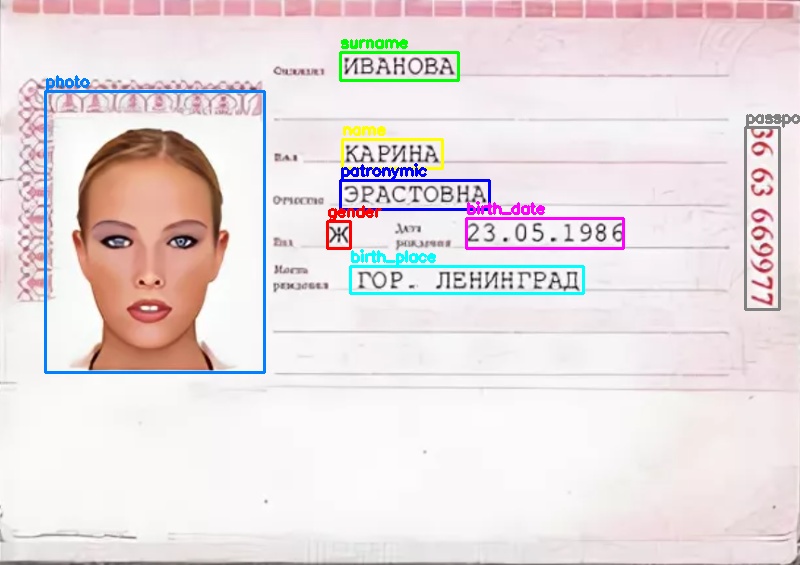 surname
Фамилия ИВАНОВА
photo
name
Имя КАРИНА
patronymic
Отчество ЭРАСТОВНА
gender
birth_date
Пол Ж Дата рождения 23.05.1986
birth_place
Место рождения ГОР. ЛЕНИНГРАД
passpo
36 63 669977